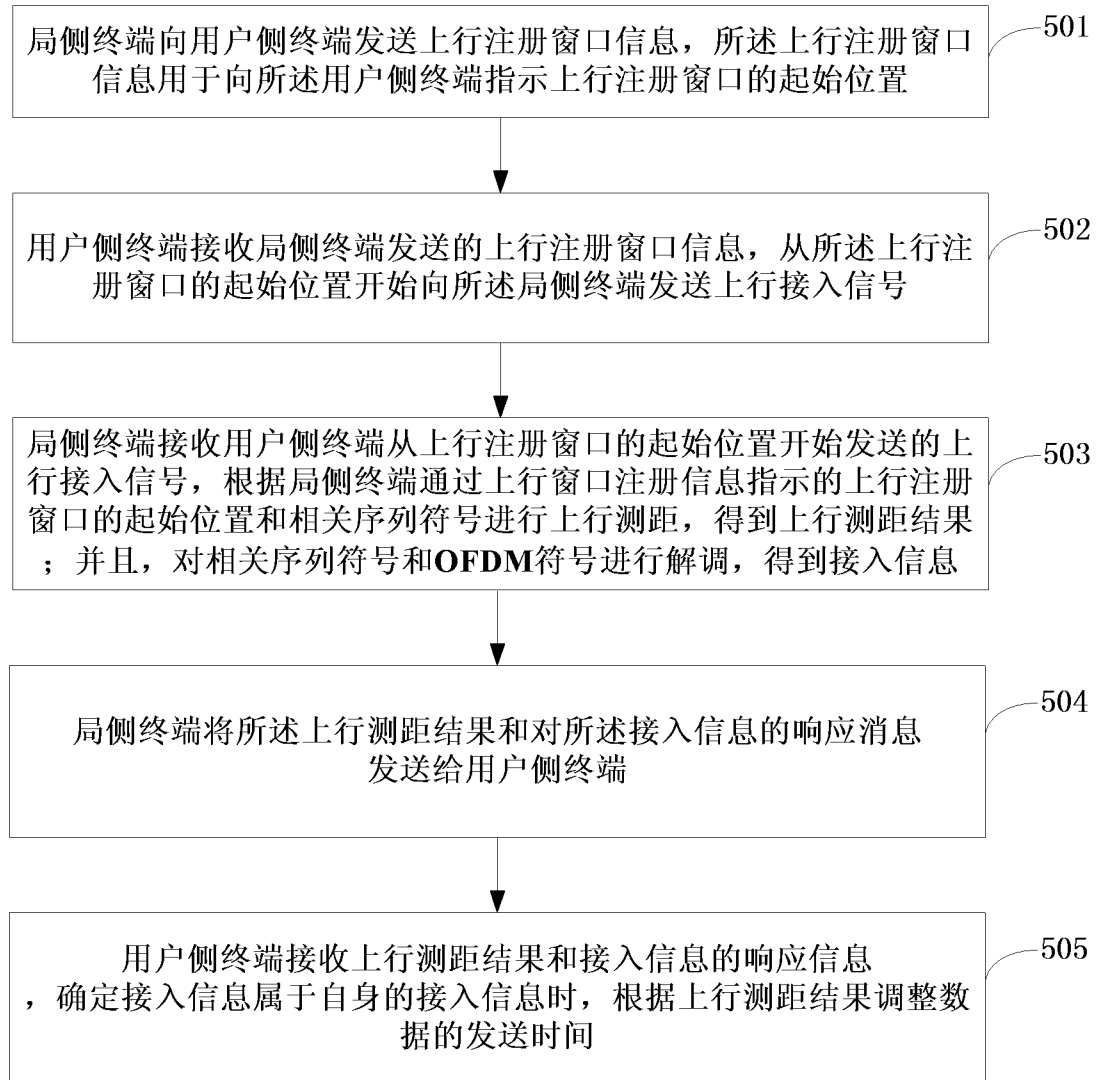 局侧终端向用户侧终端发送上行注册窗口信息，所述上行注册窗口
信息用于向所述用户侧终端指示上行注册窗口的起始位置
501
用户侧终端接收局侧终端发送的上行注册窗口信息，从所述上行注
册窗口的起始位置开始向所述局侧终端发送上行接入信号
502
局侧终端接收用户侧终端从上行注册窗口的起始位置开始发送的上
行接入信号，根据局侧终端通过上行窗口注册信息指示的上行注册
窗口的起始位置和相关序列符号进行上行测距，得到上行测距结果
；并且，对相关序列符号和OFDM符号进行解调，得到接入信息
503
局侧终端将所述上行测距结果和对所述接入信息的响应消息
发送给用户侧终端
504
用户侧终端接收上行测距结果和接入信息的响应信息
，确定接入信息属于自身的接入信息时，根据上行测距结果调整数
据的发送时间
505